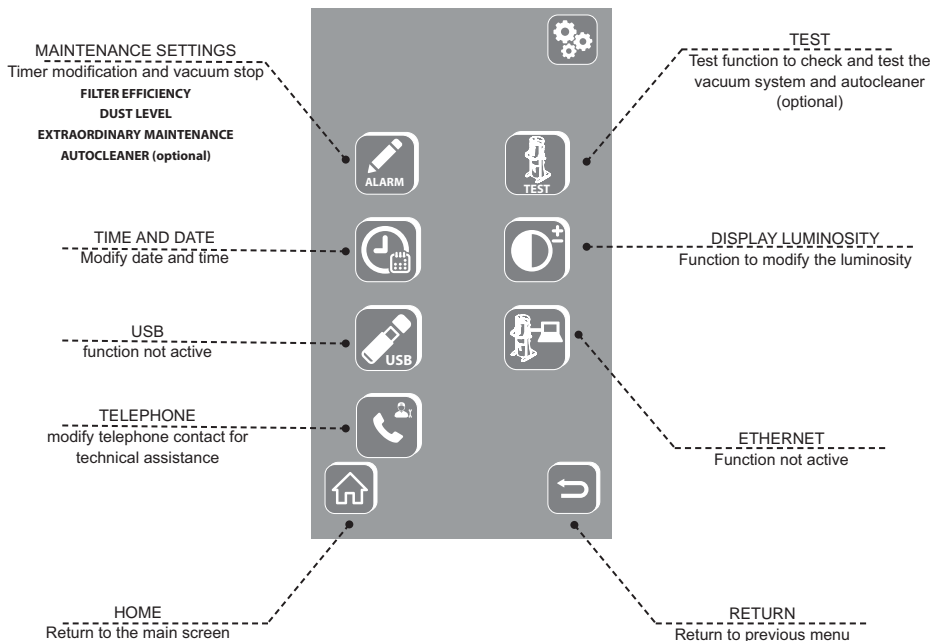 MAINTENANCE SETTINGS
Timer modification and vacuum stop
FILTER EFFICIENCY
DUST LEVEL
EXTRAORDINARY MAINTENANCE
AUTOCLEANER (optional)
TEST
Test function to check and test the
vacuum system and autocleaner
(optional)
ALARM
TEST
TIME AND DATE
Modify date and time
DISPLAY LUMINOSITY
Function to modify the luminosity
USB
function not active
USB
TELEPHONE
modify telephone contact for
technical assistance
ETHERNET
Function not active
HOME
Return to the main screen
RETURN
Return to previous menu